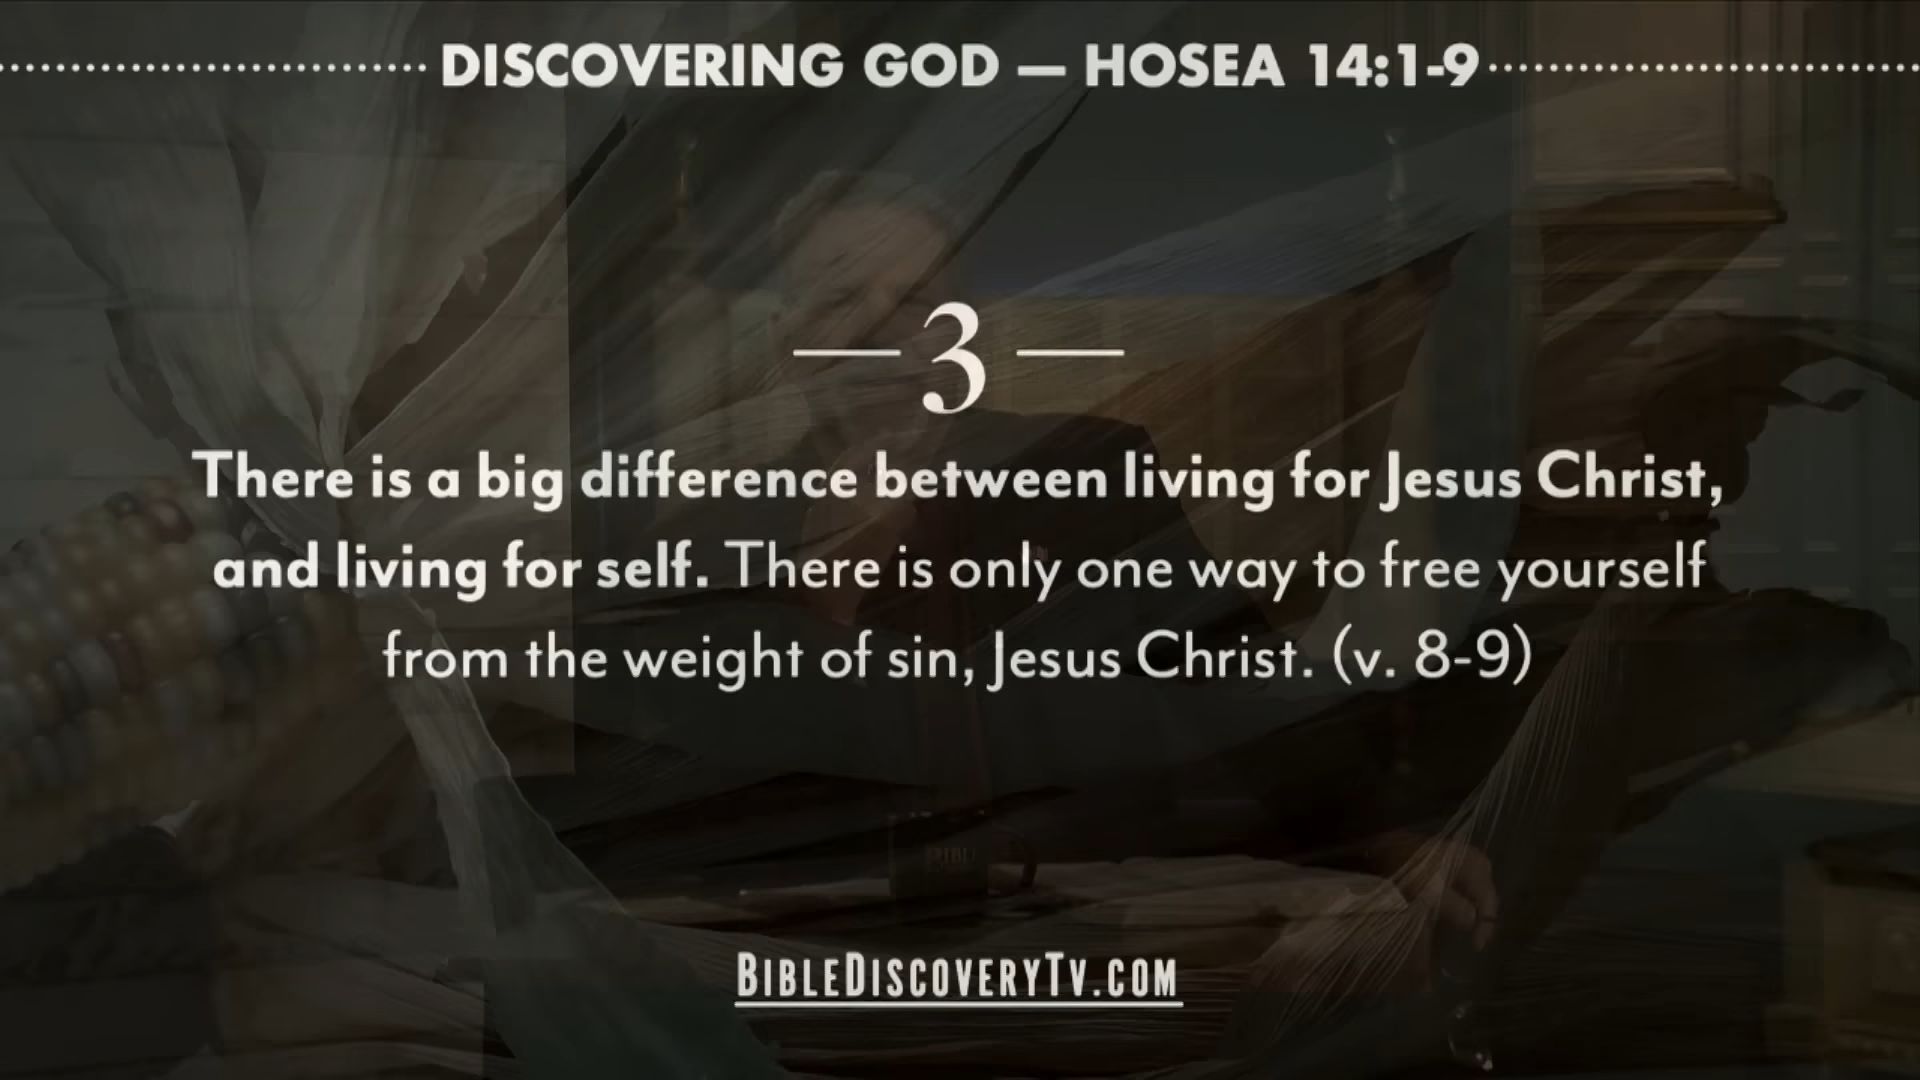 DISCOVERING GOD — HOSEA 14:1-9
3
There is a big difference between living for Jesus Christ,
and living for self. There is only one way to free yourself
from the weight of sin, Jesus Christ. (v. 8-9)
BIBLEDISCOVERYTV.COM